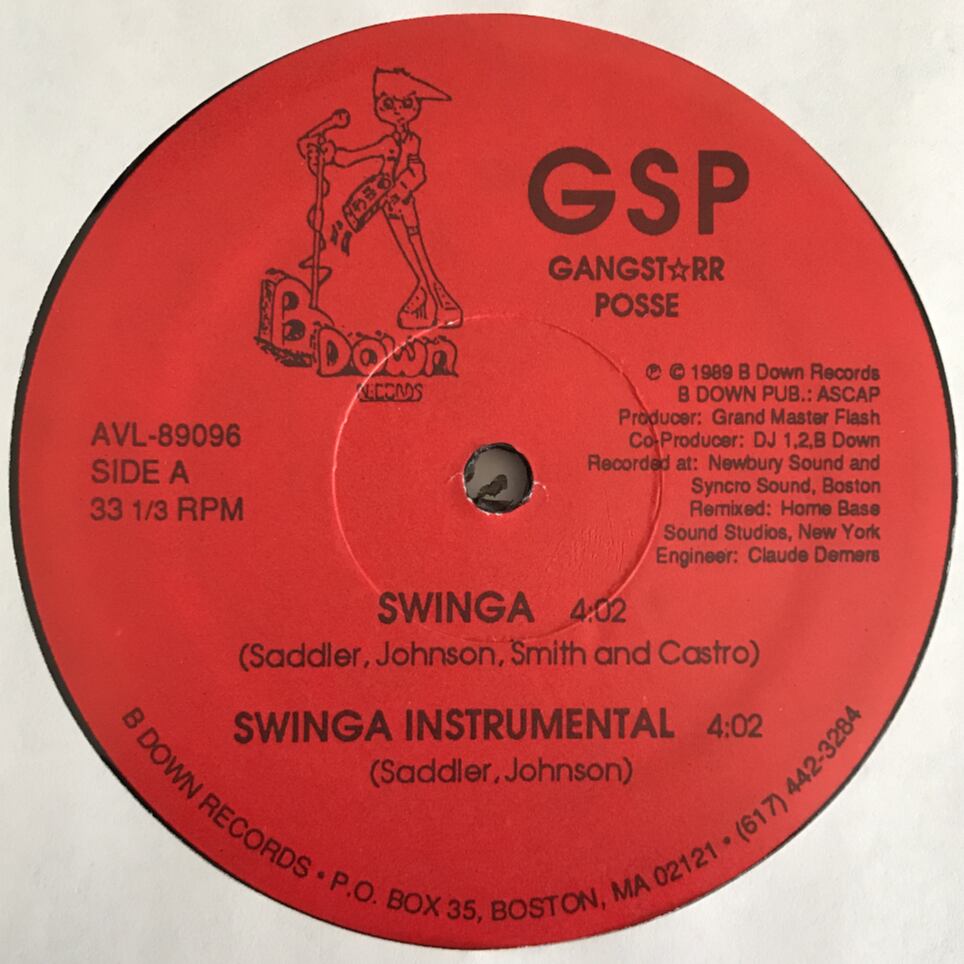 GSP
GANGST☆RR
POSSE
B Down
RECORDS
℗ © 1989 B Down Records
B DOWN PUB.: ASCAP
Producer: Grand Master Flash
Co-Producer: DJ 1,2,B Down
Recorded at: Newbury Sound and
Syncro Sound, Boston
Remixed: Home Base
Sound Studios, New York
Engineer: Claude Demers
AVL-89096
SIDE A
33 1/3 RPM
SWINGA 4:02
(Saddler, Johnson, Smith and Castro)
SWINGA INSTRUMENTAL 4:02
(Saddler, Johnson)
B DOWN RECORDS • P.O. BOX 35, BOSTON, MA 02121 • (617) 442-3284